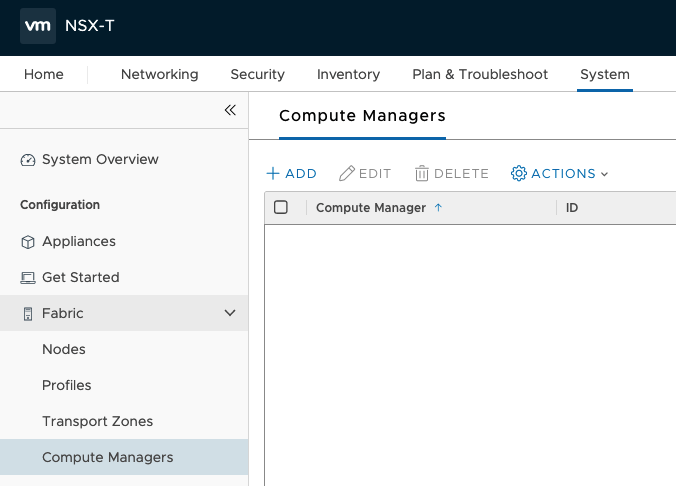 vm NSX-T
Home Networking Security Inventory Plan & Troubleshoot System
System Overview
Configuration
Appliances
Get Started
Fabric
Nodes
Profiles
Transport Zones
Compute Managers
Compute Managers
ADD EDIT DELETE ACTIONS
Compute Manager ID